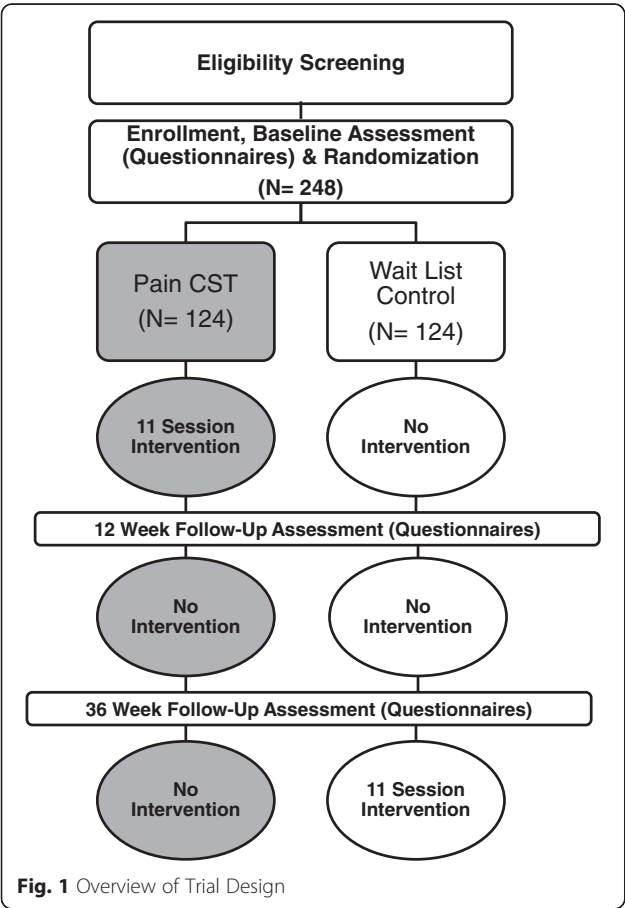 Eligibility Screening
Enrollment, Baseline Assessment
(Questionnaires) & Randomization
(N= 248)
Pain CST
(N= 124)
Wait List
Control
(N= 124)
11 Session
Intervention
No
Intervention
12 Week Follow-Up Assessment (Questionnaires)
No
Intervention
No
Intervention
36 Week Follow-Up Assessment (Questionnaires)
No
Intervention
11 Session
Intervention
Fig. 1 Overview of Trial Design